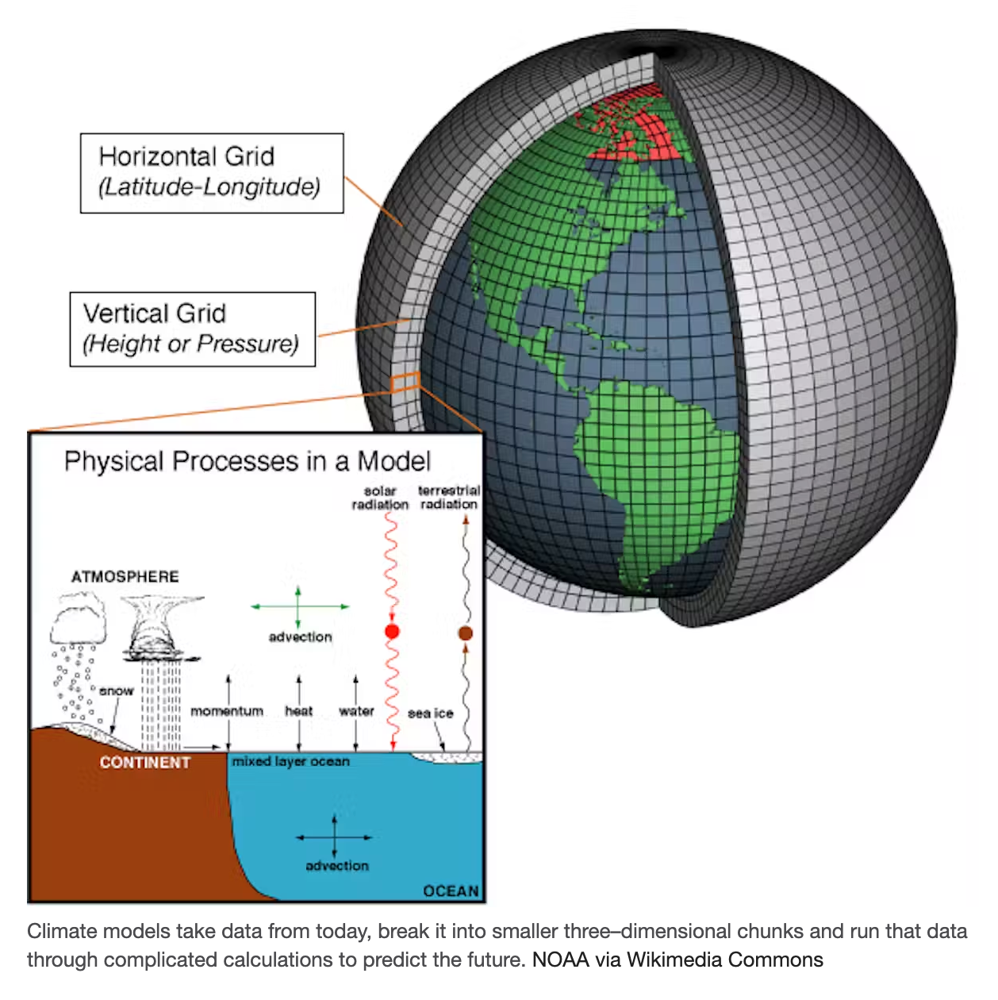 Horizontal Grid
(Latitude-Longitude)
Vertical Grid
(Height or Pressure)
Physical Processes in a Model
solar
radiation
terrestrial
radiation
ATMOSPHERE
advection
snow
momentum
heat
water
sea ice
CONTINENT
mixed layer ocean
advection
OCEAN
Climate models take data from today, break it into smaller three–dimensional chunks and run that data
through complicated calculations to predict the future. NOAA via Wikimedia Commons